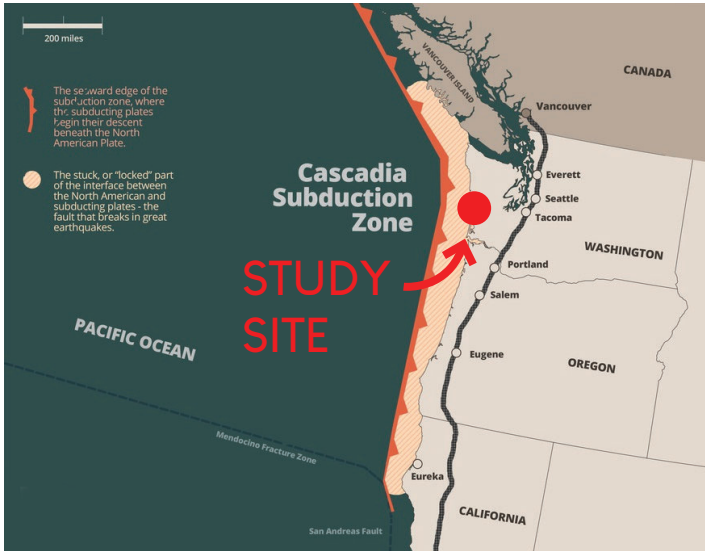 200 miles
The seaward edge of the
subduction zone, where
the subducting plates
begin their descent
beneath the North
American Plate.
The stuck, or “locked” part
of the interface between
the North American and
subducting plates - the
fault that breaks in great
earthquakes.
VANCOUVER ISLAND
CANADA
Vancouver
Cascadia
Subduction
Zone
Everett
Seattle
Tacoma
WASHINGTON
STUDY
SITE
Portland
Salem
PACIFIC OCEAN
Eugene
OREGON
Mendocino Fracture Zone
Eureka
CALIFORNIA
San Andreas Fault